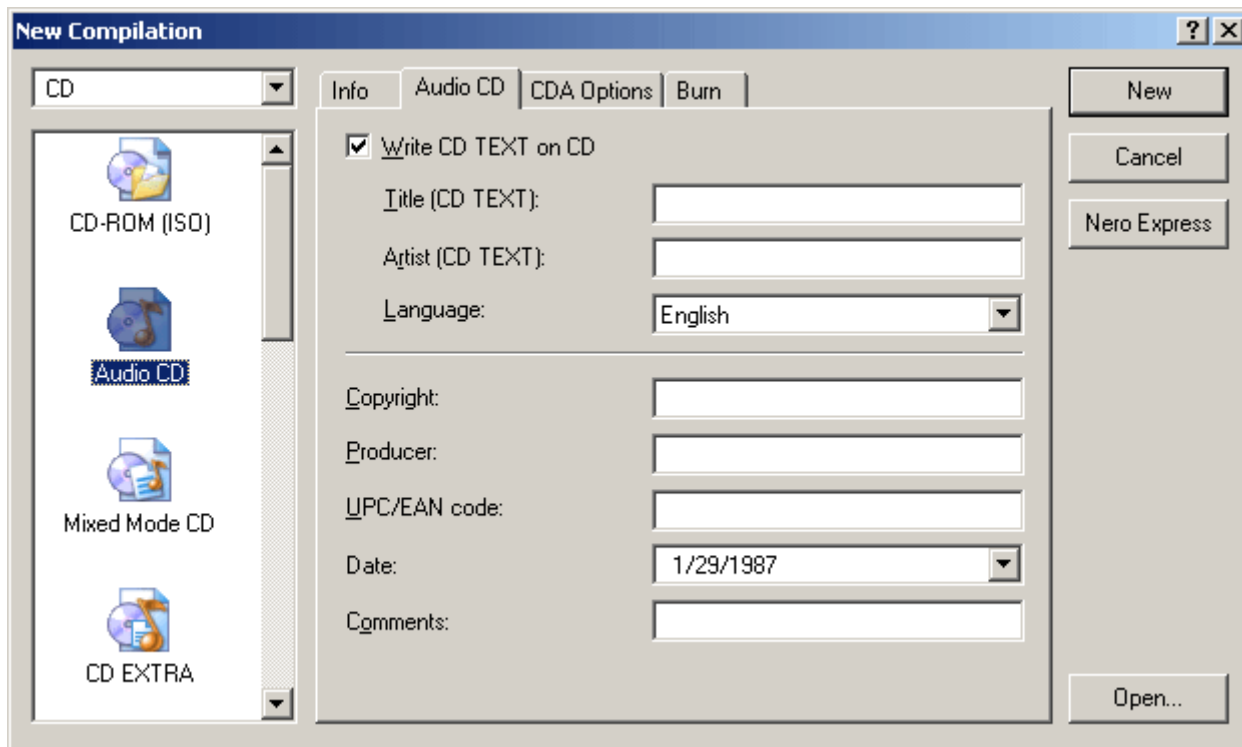 New Compilation
CD
CD-ROM (ISO)
Audio CD
Mixed Mode CD
CD EXTRA
Info Audio CD CDA Options Burn
Write CD TEXT on CD
Title (CD TEXT):
Artist (CD TEXT):
Language: English
Copyright:
Producer:
UPC/EAN code:
Date: 1/29/1987
Comments:
New
Cancel
Nero Express
Open...